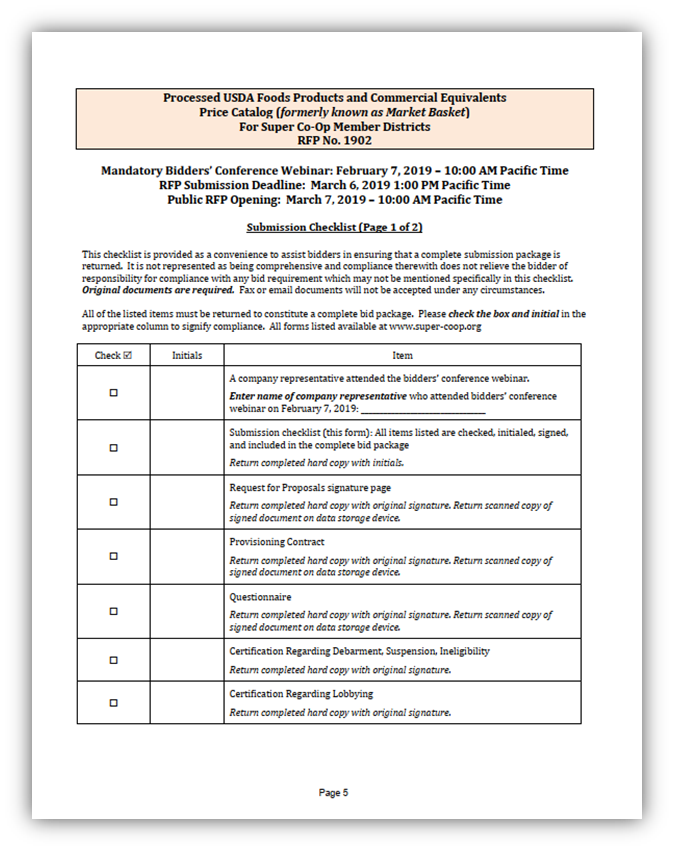 Processed USDA Foods Products and Commercial Equivalents
Price Catalog (formerly known as Market Basket)
For Super Co-Op Member Districts
RFP No. 1902
Mandatory Bidders' Conference Webinar: February 7, 2019 – 10:00 AM Pacific Time
RFP Submission Deadline: March 6, 2019 1:00 PM Pacific Time
Public RFP Opening: March 7, 2019 – 10:00 AM Pacific Time
Submission Checklist (Page 1 of 2)
This checklist is provided as a convenience to assist bidders in ensuring that a complete submission package is
returned. It is not represented as being comprehensive and compliance therewith does not relieve the bidder of
responsibility for compliance with any bid requirement which may not be mentioned specifically in this checklist.
Original documents are required. Fax or email documents will not be accepted under any circumstances.
All of the listed items must be returned to constitute a complete bid package. Please check the box and initial in the
appropriate column to signify compliance. All forms listed available at www.super-coop.org
Check ☑ Initials Item
☐ A company representative attended the bidders' conference webinar.
Enter name of company representative who attended bidders' conference
webinar on February 7, 2019: ______________________________
☐ Submission checklist (this form): All items listed are checked, initialed, signed,
and included in the complete bid package
Return completed hard copy with initials.
☐ Request for Proposals signature page
Return completed hard copy with original signature. Return scanned copy of
signed document on data storage device.
☐ Provisioning Contract
Return completed hard copy with original signature. Return scanned copy of
signed document on data storage device.
☐ Questionnaire
Return completed hard copy with original signature. Return scanned copy of
signed document on data storage device.
☐ Certification Regarding Debarment, Suspension, Ineligibility
Return completed hard copy with original signature.
☐ Certification Regarding Lobbying
Return completed hard copy with original signature.
Page 5